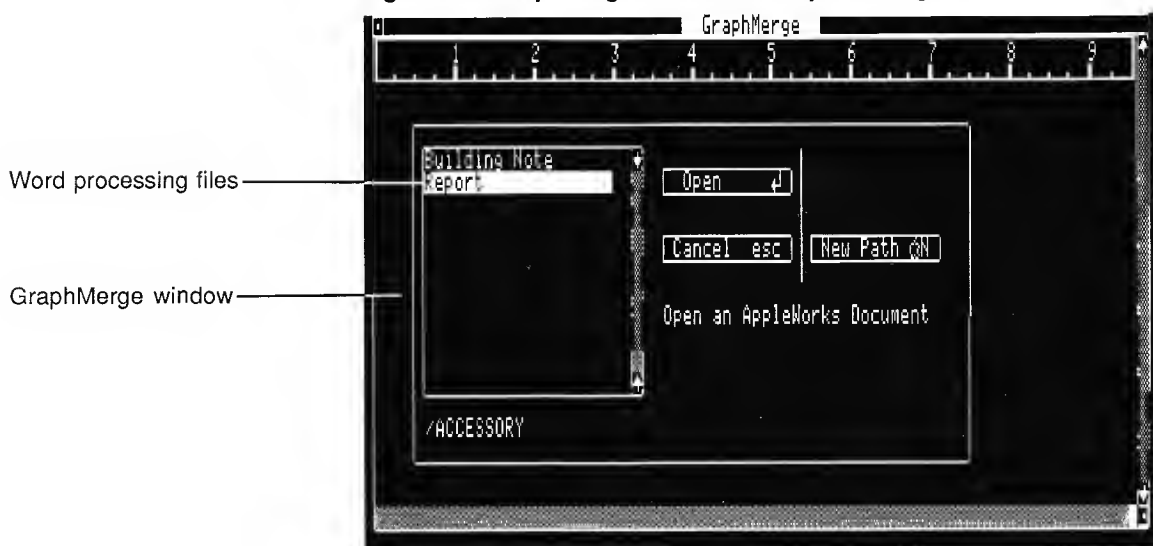 GraphMerge
1 2 3 4 5 6 7 8 9
Building Note
Report
Open
Cancel esc
New Path N
Open an AppleWorks Document
/ACCESSORY
Word processing files
GraphMerge window